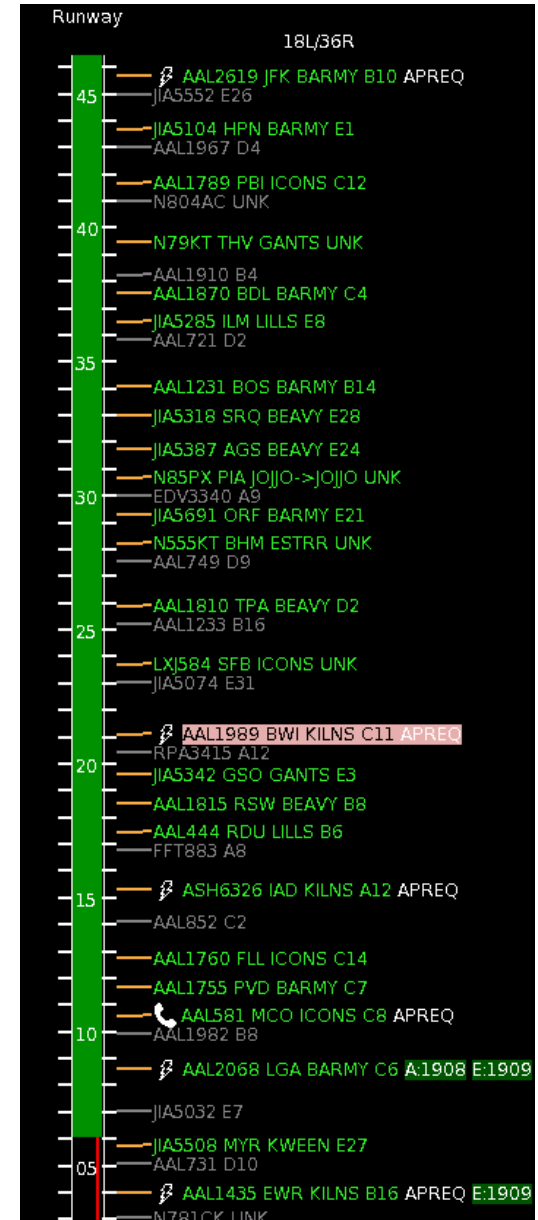 Runway
18L/36R
AAL2619 JFK BARMY B10 APREQ
45 JIA5552 E26
JIA5104 HPN BARMY E1
AAL1967 D4
AAL1789 PBI ICONS C12
N804AC UNK
40
N79KT THV GANTS UNK
AAL1910 B4
AAL1870 BDL BARMY C4
JIA5285 ILM LILLS E8
AAL721 D2
35
AAL1231 BOS BARMY B14
JIA5318 SRQ BEAVY E28
JIA5387 AGS BEAVY E24
N85PX PIA JOJJO->JOJJO UNK
30 EDV3340 A9
JIA5691 ORF BARMY E21
N555KT BHM ESTRR UNK
AAL749 D9
AAL1810 TPA BEAVY D2
25 AAL1233 B16
LXJ584 SFB ICONS UNK
JIA5074 E31
AAL1989 BWI KILNS C11 APREQ
RPA3415 A12
20 JIA5342 GSO GANTS E3
AAL1815 RSW BEAVY B8
AAL444 RDU LILLS B6
FFT883 A8
ASH6326 IAD KILNS A12 APREQ
15
AAL852 C2
AAL1760 FLL ICONS C14
AAL1755 PVD BARMY C7
AAL581 MCO ICONS C8 APREQ
10 AAL1982 B8
AAL2068 LGA BARMY C6 A:1908 E:1909
JIA5032 E7
JIA5508 MYR KWEEN E27
05 AAL731 D10
AAL1435 EWR KILNS B16 APREQ E:1909
N781CK UNK